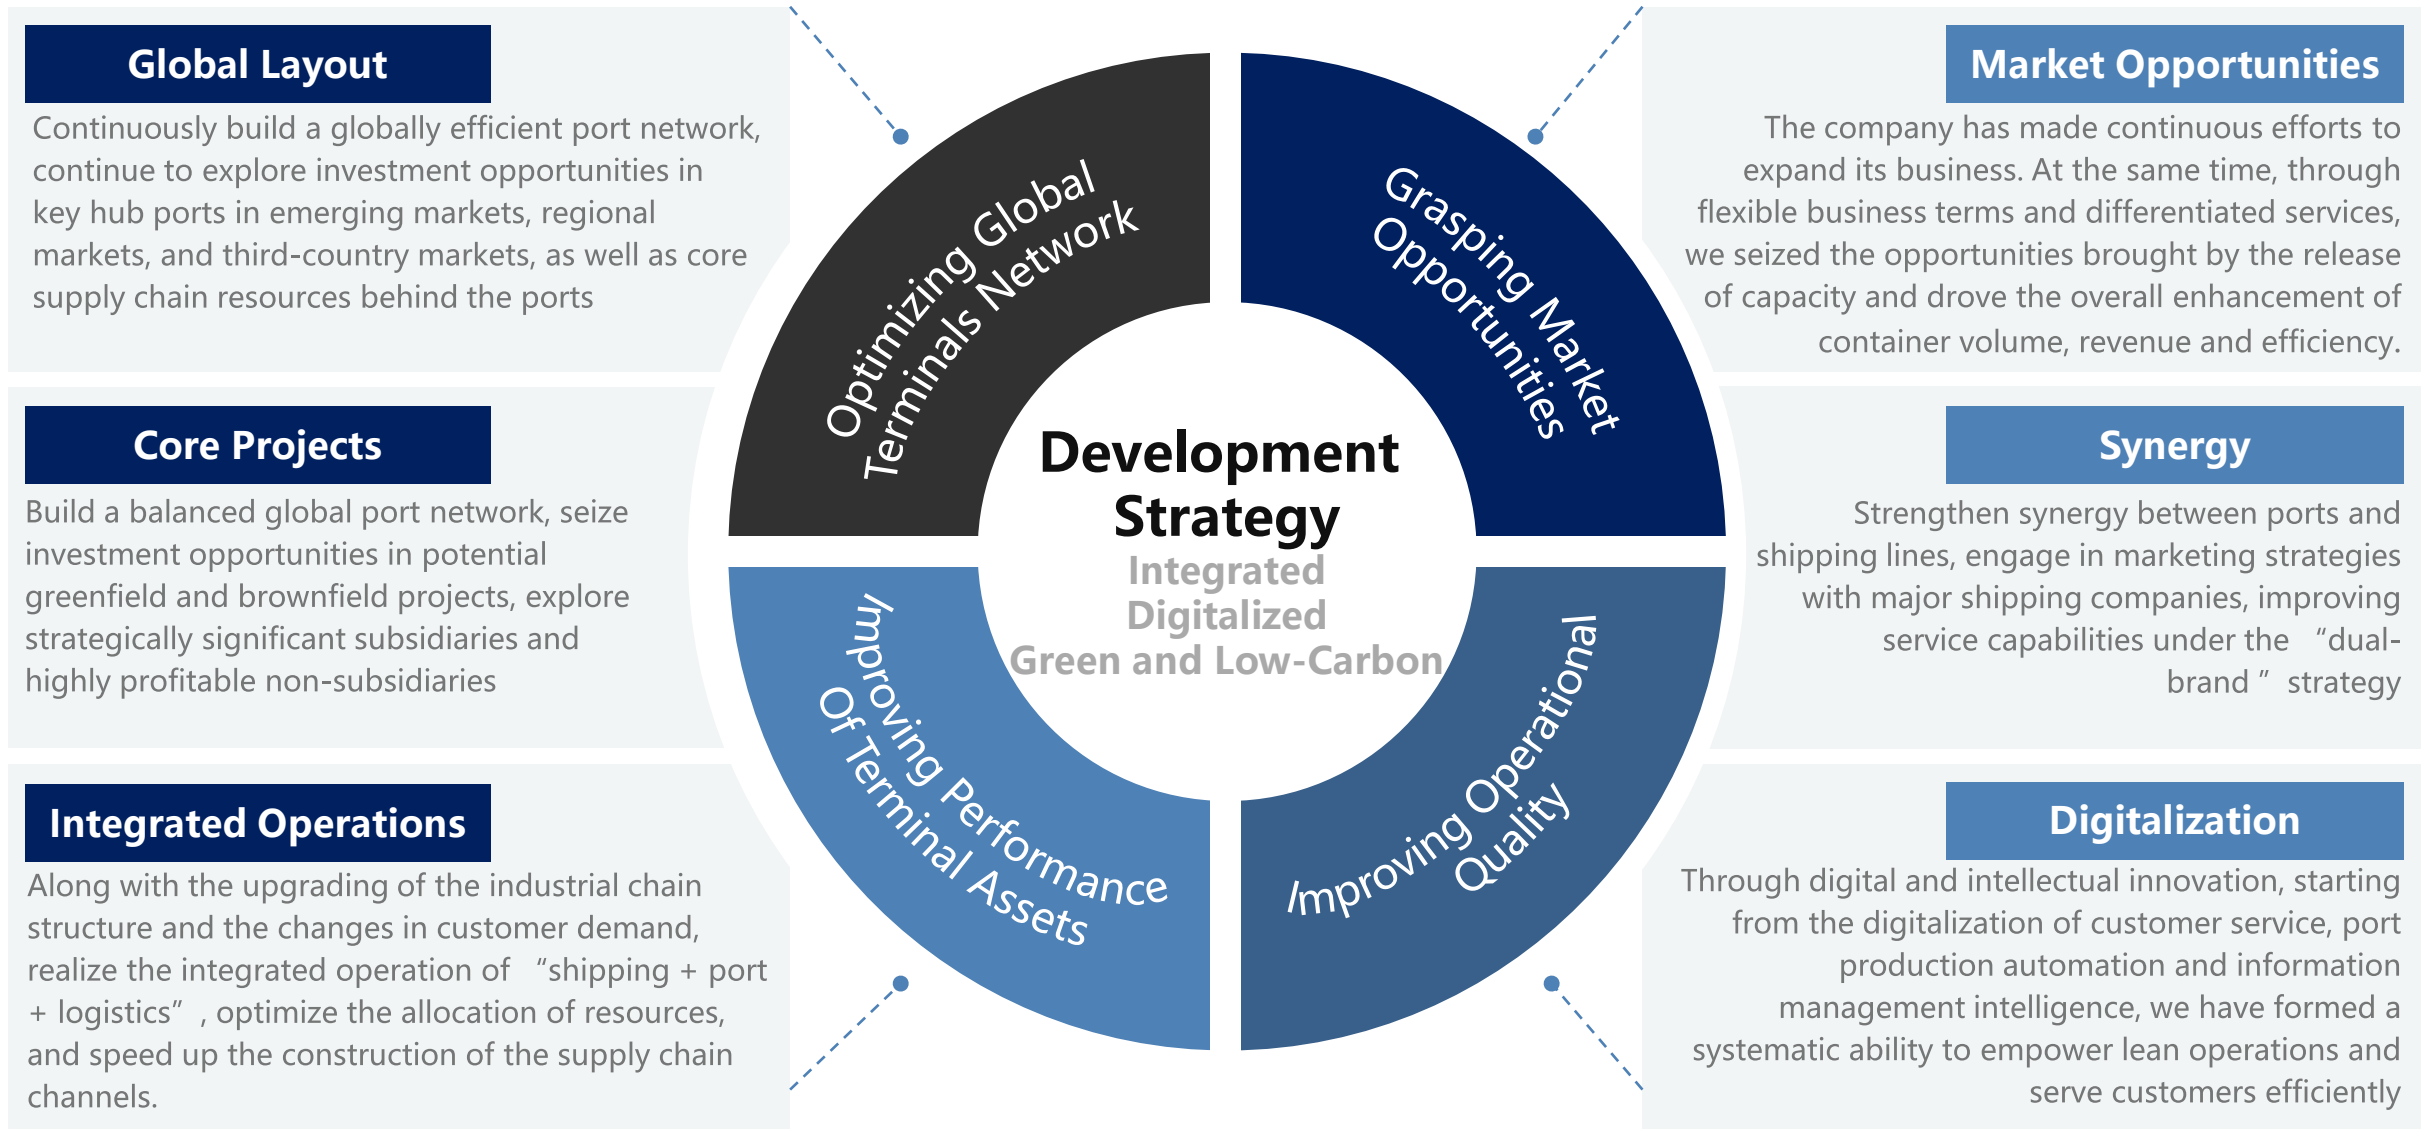 Global Layout
Continuously build a globally efficient port network,
continue to explore investment opportunities in
key hub ports in emerging markets, regional
markets, and third-country markets, as well as core
supply chain resources behind the ports
Core Projects
Build a balanced global port network, seize
investment opportunities in potential
greenfield and brownfield projects, explore
strategically significant subsidiaries and
highly profitable non-subsidiaries
Integrated Operations
Along with the upgrading of the industrial chain
structure and the changes in customer demand,
realize the integrated operation of “shipping + port
+ logistics”, optimize the allocation of resources,
and speed up the construction of the supply chain
channels.
Optimizing Global
Terminals Network
Grasping Market
Opportunities
Development
Strategy
Integrated
Digitalized
Green and Low-Carbon
Improving Performance
Of Terminal Assets
Improving Operational
Quality
Market Opportunities
The company has made continuous efforts to
expand its business. At the same time, through
flexible business terms and differentiated services,
we seized the opportunities brought by the release
of capacity and drove the overall enhancement of
container volume, revenue and efficiency.
Synergy
Strengthen synergy between ports and
shipping lines, engage in marketing strategies
with major shipping companies, improving
service capabilities under the “dual-
brand ” strategy
Digitalization
Through digital and intellectual innovation, starting
from the digitalization of customer service, port
production automation and information
management intelligence, we have formed a
systematic ability to empower lean operations and
serve customers efficiently